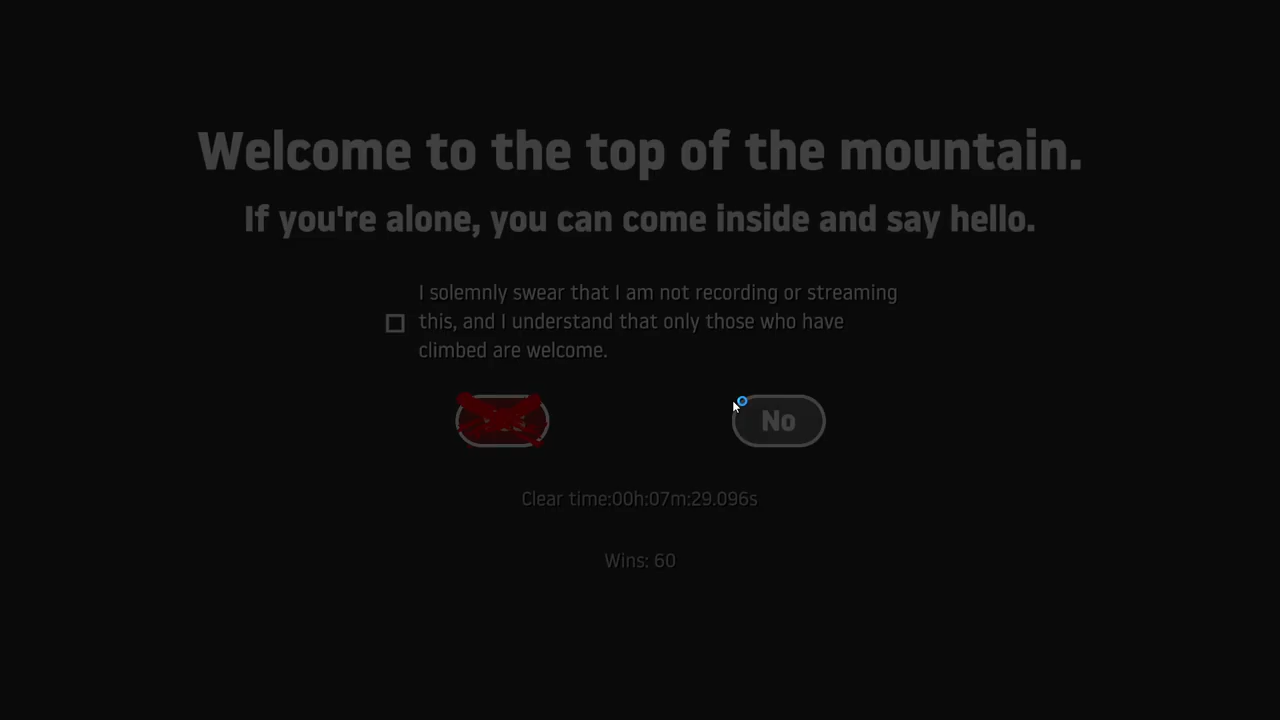 Welcome to the top of the mountain.
If you're alone, you can come inside and say hello.
I solemnly swear that I am not recording or streaming
this, and I understand that only those who have
climbed are welcome.
No
Clear time:00h:07m:29.096s
Wins: 60